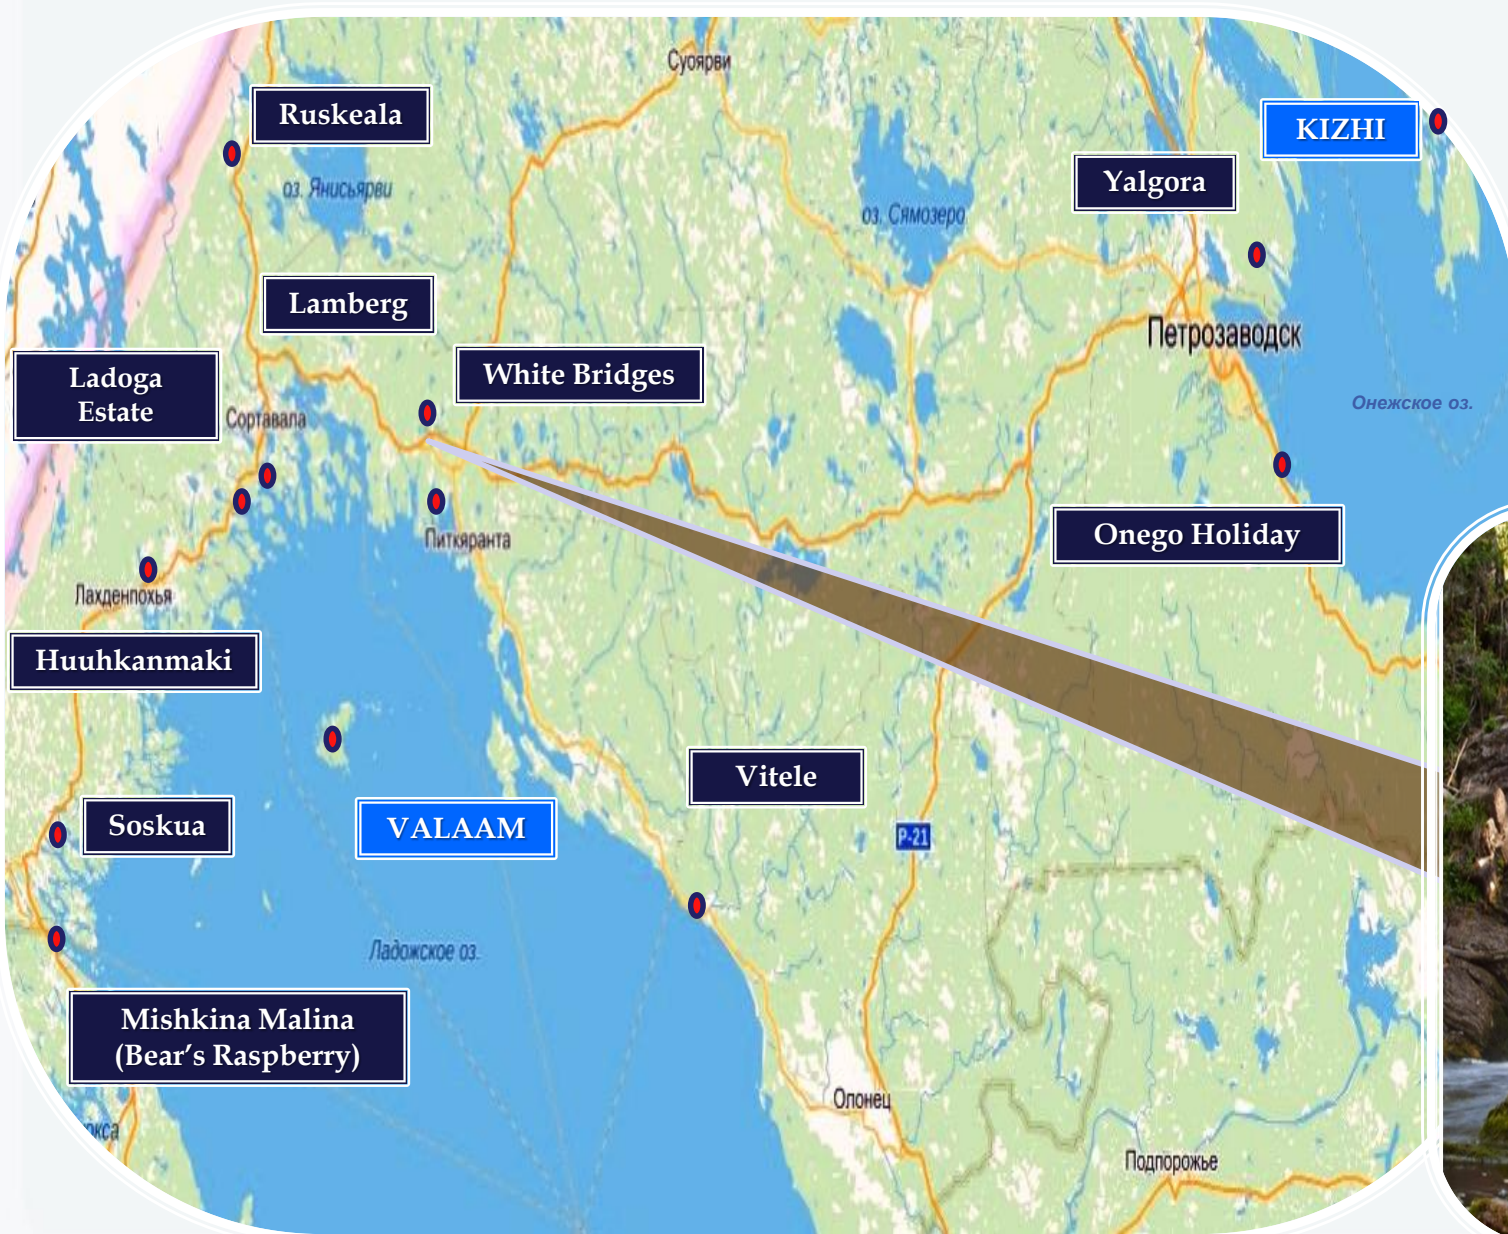 Суоярви
Ruskeala
KIZHI
Yalgora
оз. Янисъярви
оз. Сямозеро
Lamberg
Петрозаводск
White Bridges
Ladoga
Estate
Сортавала
Онежское оз.
Onego Holiday
Питкяранта
Лахденпохья
Huuhkanmaki
Vitele
Soskua
VALAAM
Р-21
Ладожское оз.
Mishkina Malina
(Bear's Raspberry)
Олонец
Подпорожье